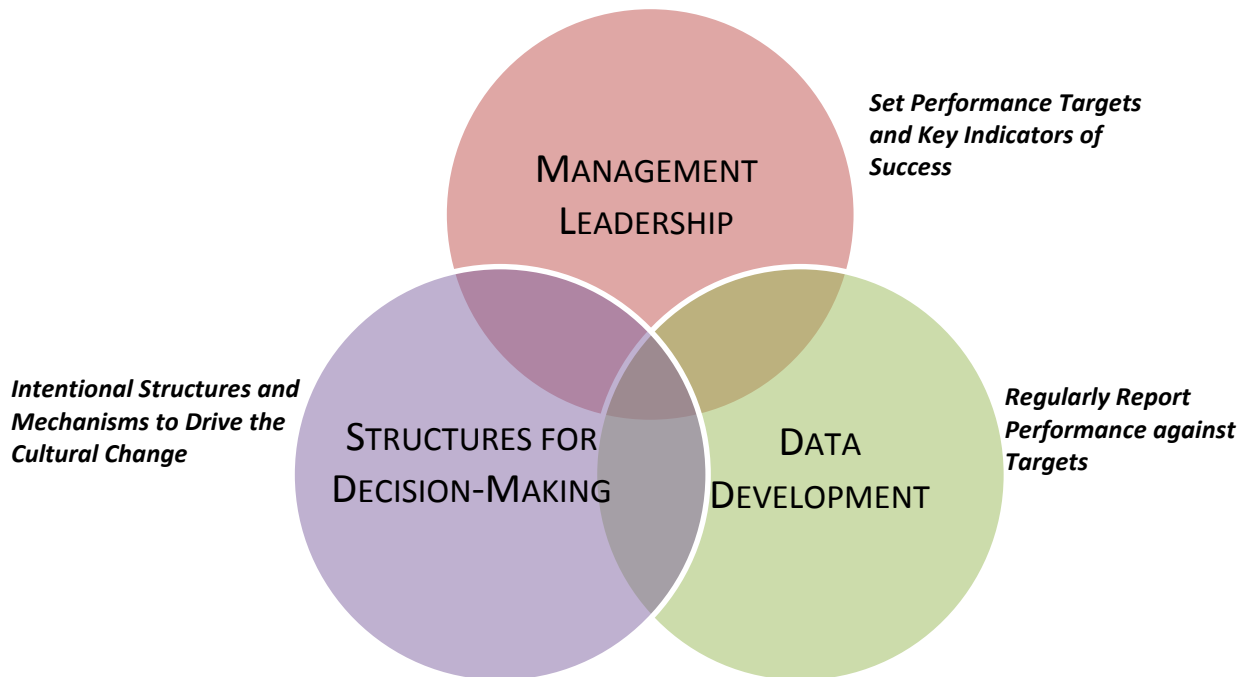 Set Performance Targets
and Key Indicators of
Success
MANAGEMENT
LEADERSHIP
Intentional Structures and
Mechanisms to Drive the
Cultural Change
STRUCTURES FOR
DECISION-MAKING
DATA
DEVELOPMENT
Regularly Report
Performance against
Targets